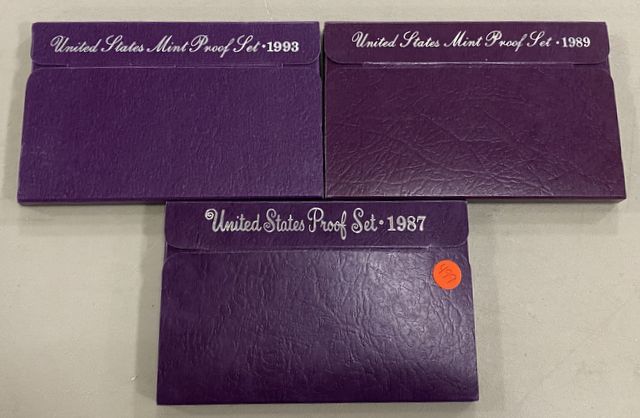 United States Mint Proof Set • 1993
United States Mint Proof Set • 1989
United States Proof Set • 1987